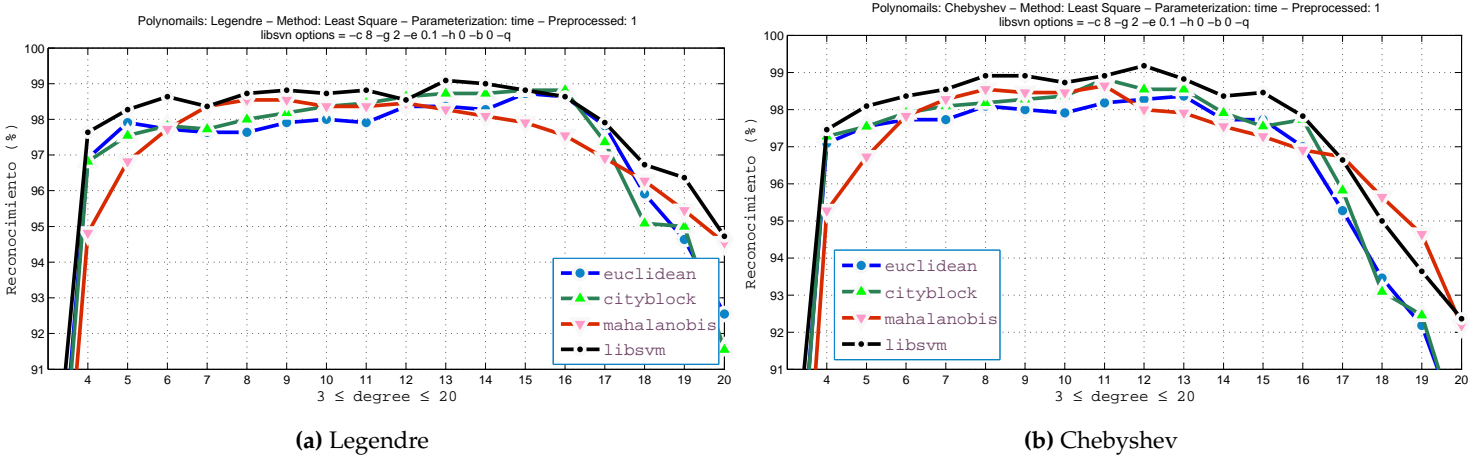 Polynomails: Legendre − Method: Least Square − Parameterization: time − Preprocessed: 1
libsvn options = −c 8 −g 2 −e 0.1 −h 0 −b 0 −q
100
99
98
97
96
95
94
93
92
91
Reconocimiento (%)
4 5 6 7 8 9 10 11 12 13 14 15 16 17 18 19 20
3 ≤ degree ≤ 20
euclidean
cityblock
mahalanobis
libsvm
(a) Legendre
Polynomails: Chebyshev − Method: Least Square − Parameterization: time − Preprocessed: 1
libsvn options = −c 8 −g 2 −e 0.1 −h 0 −b 0 −q
100
99
98
97
96
95
94
93
92
91
Reconocimiento (%)
4 5 6 7 8 9 10 11 12 13 14 15 16 17 18 19 20
3 ≤ degree ≤ 20
euclidean
cityblock
mahalanobis
libsvm
(b) Chebyshev